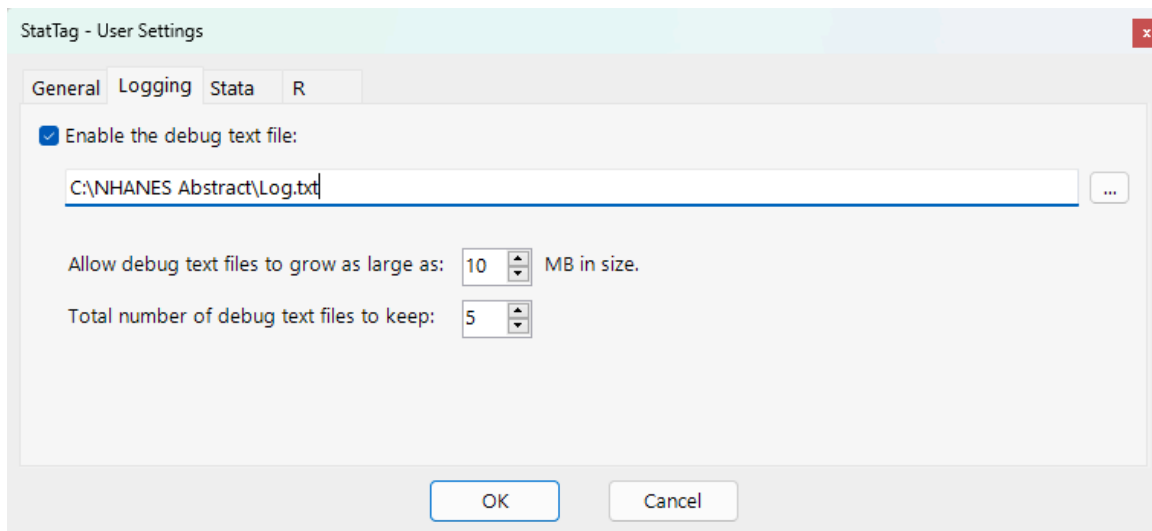 StatTag - User Settings
x
General Logging Stata R
Enable the debug text file:
C:\NHANES Abstract\Log.txt
...
Allow debug text files to grow as large as: 10 MB in size.
Total number of debug text files to keep: 5
OK Cancel